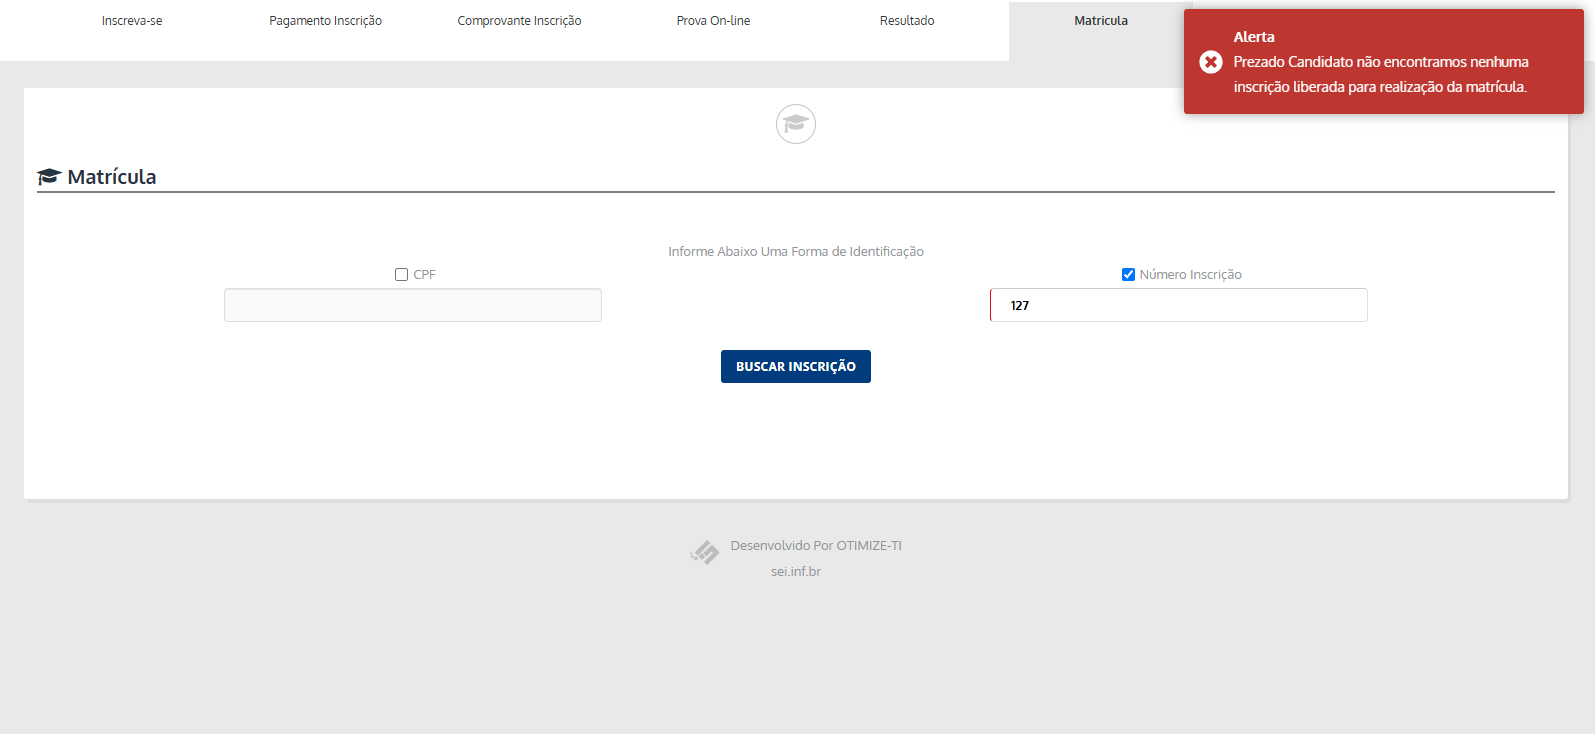 Inscreva-se
Pagamento Inscrição
Comprovante Inscrição
Prova On-line
Resultado
Matricula
Alerta
Prezado Candidato não encontramos nenhuma
inscrição liberada para realização da matrícula.
Matrícula
Informe Abaixo Uma Forma de Identificação
CPF
Número Inscrição
127
BUSCAR INSCRIÇÃO
Desenvolvido Por OTIMIZE-TI
sei.inf.br